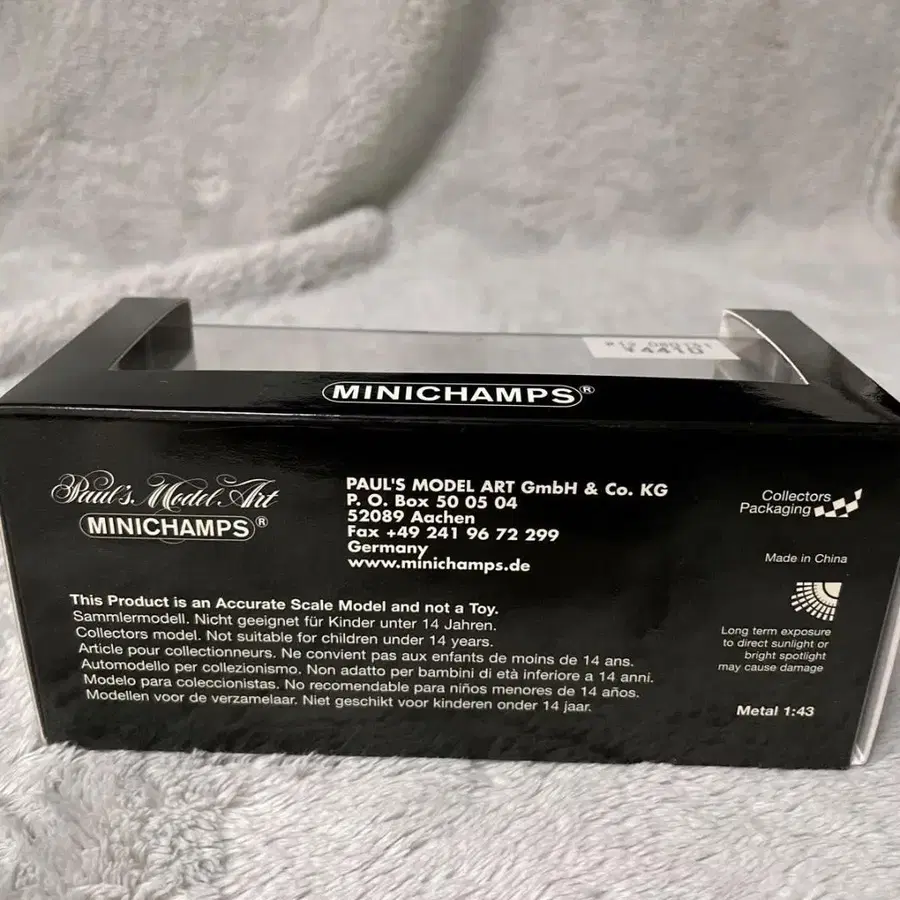 ¥4410
MINICHAMPS®
Paul's Model Art
MINICHAMPS®
PAUL'S MODEL ART GmbH & Co. KG
P. O. Box 50 05 04
52089 Aachen
Fax +49 241 96 72 299
Germany
www.minichamps.de
Collectors
Packaging
Made in China
This Product is an Accurate Scale Model and not a Toy.
Sammlermodell. Nicht geeignet für Kinder unter 14 Jahren.
Collectors model. Not suitable for children under 14 years.
Article pour collectionneurs. Ne convient pas aux enfants de moins de 14 ans.
Automodello per collezionismo. Non adatto per bambini di età inferiore a 14 anni.
Modelo para coleccionistas. No recomendable para niños menores de 14 años.
Modellen voor de verzamelaar. Niet geschikt voor kinderen onder 14 jaar.
Long term exposure
to direct sunlight or
bright spotlight
may cause damage
Metal 1:43